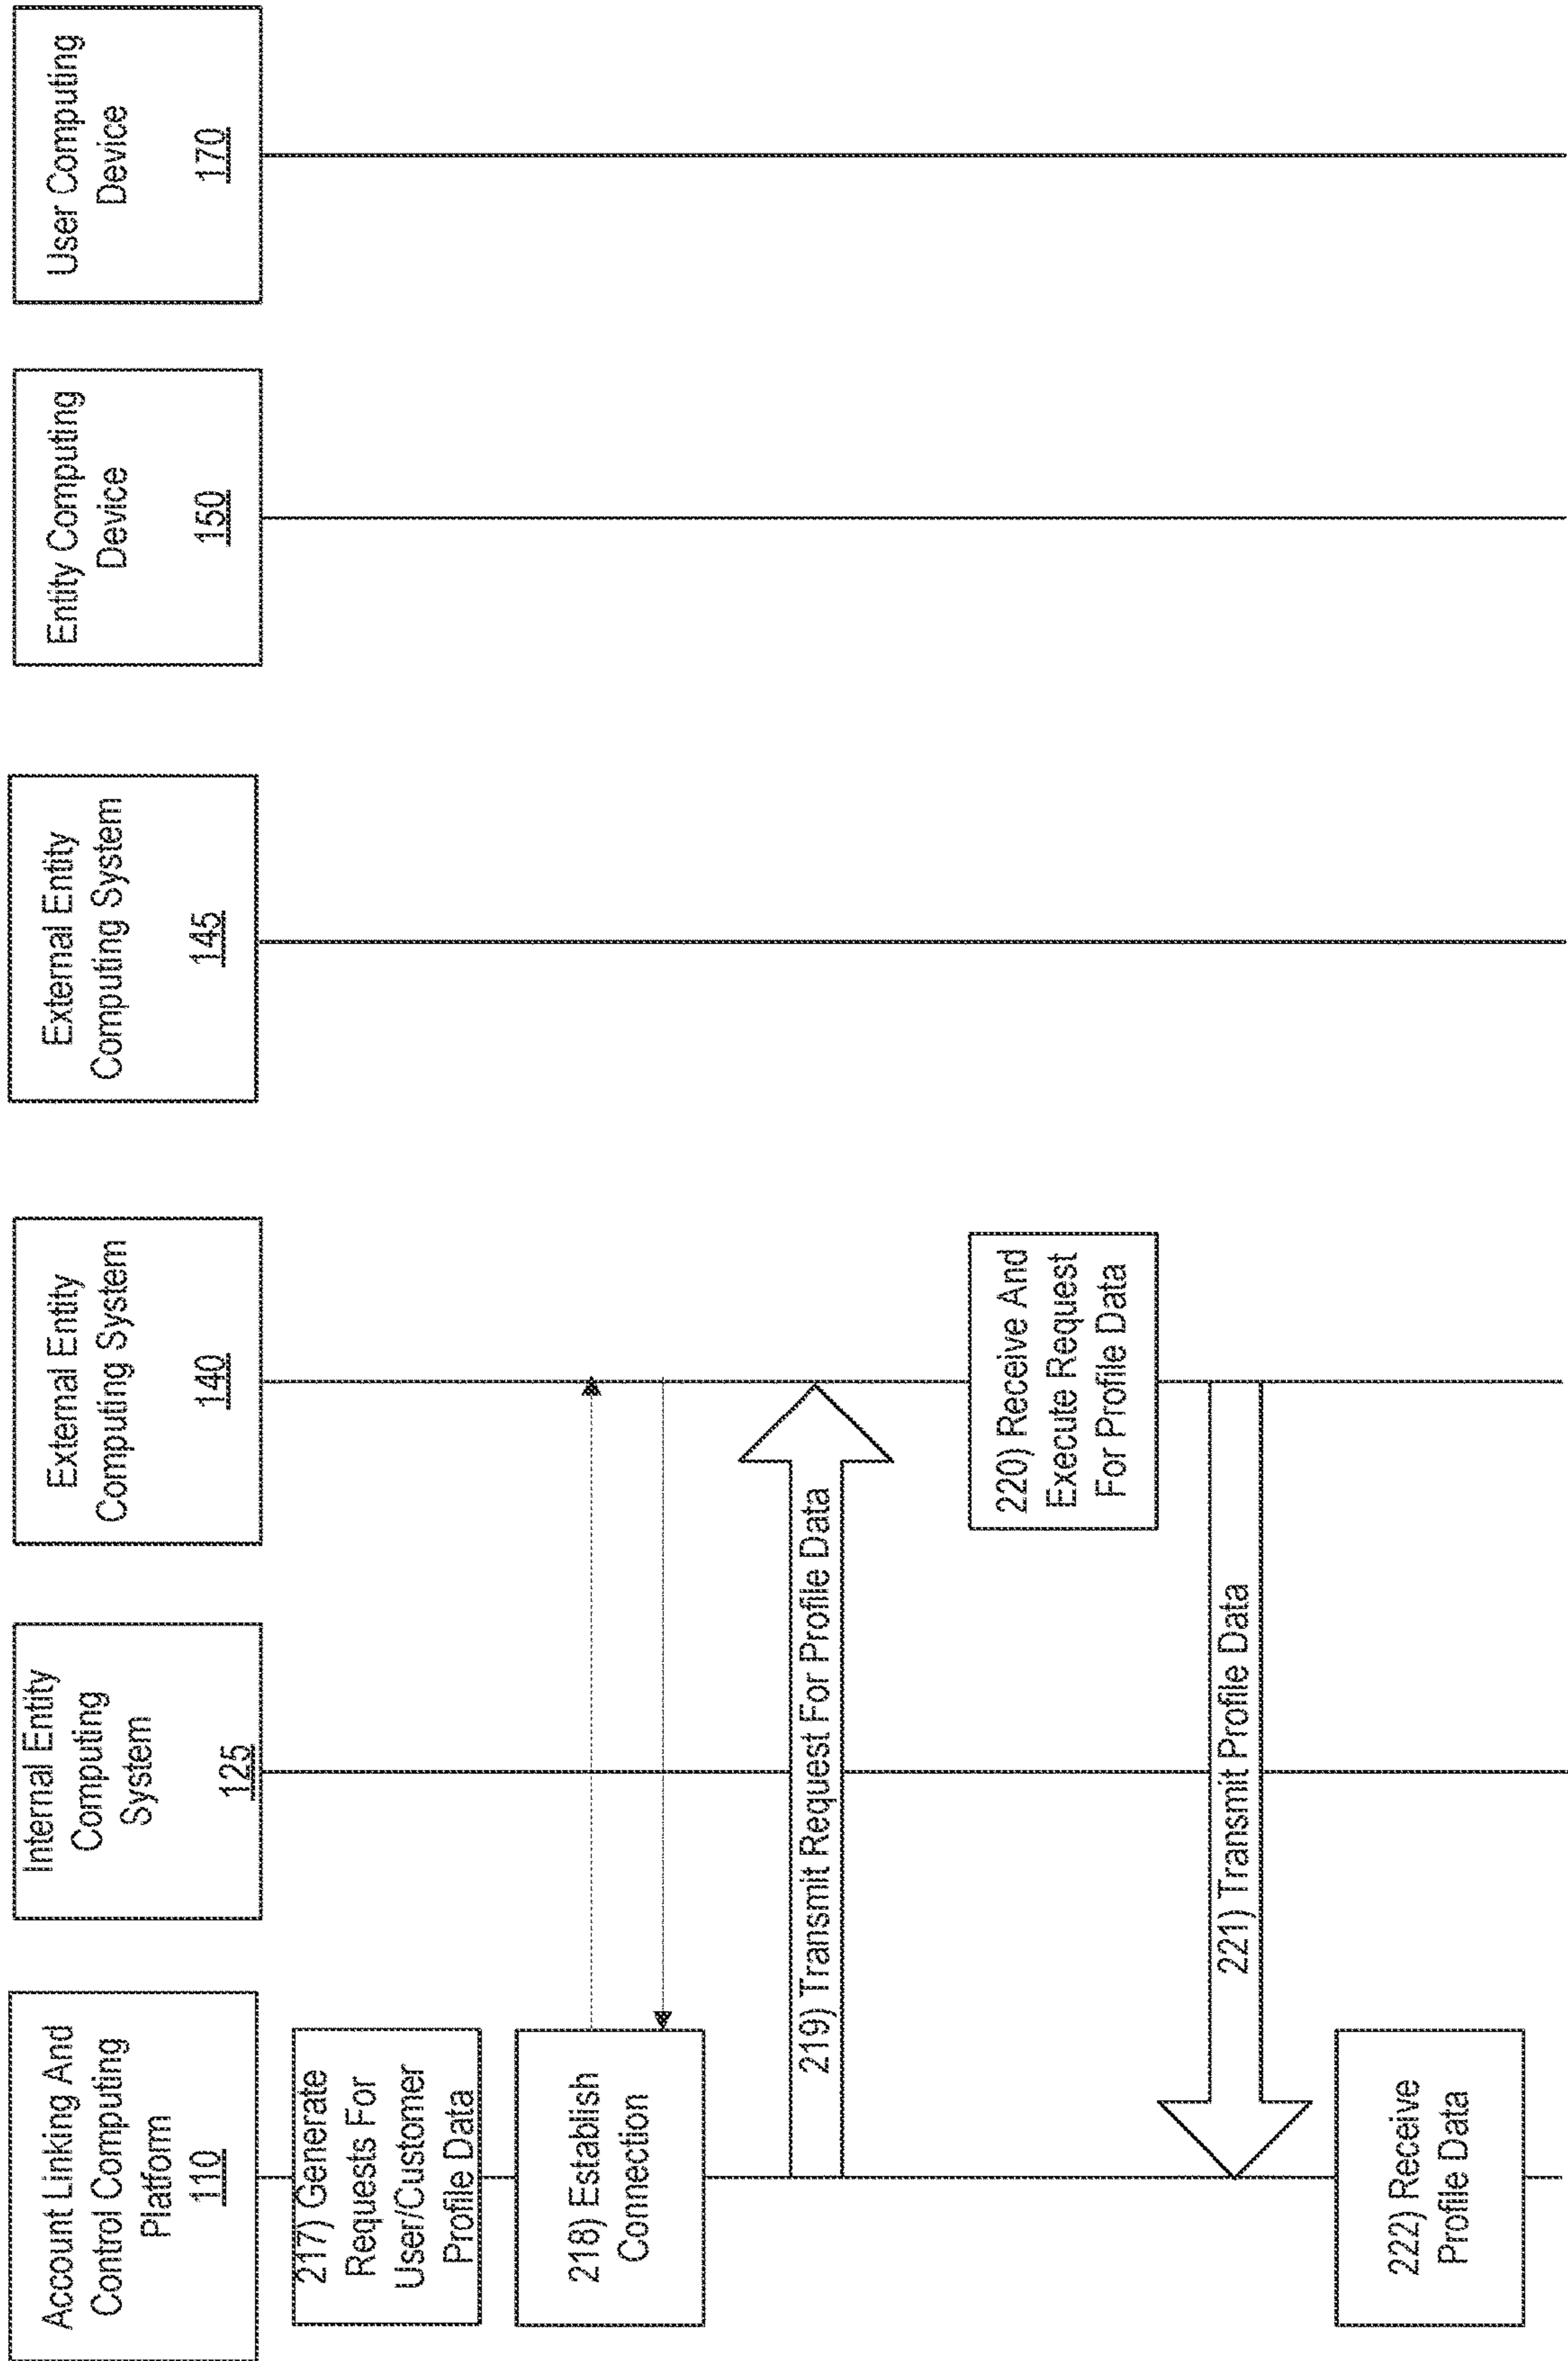 Account Linking And
Control Computing
Platform
110
Internal Entity
Computing
System
125
External Entity
Computing System
140
External Entity
Computing System
145
Entity Computing
Device
150
User Computing
Device
170
217) Generate
Requests For
User/Customer
Profile Data
218) Establish
Connection
219) Transmit Request For Profile Data
220) Receive And
Execute Request
For Profile Data
221) Transmit Profile Data
222) Receive
Profile Data